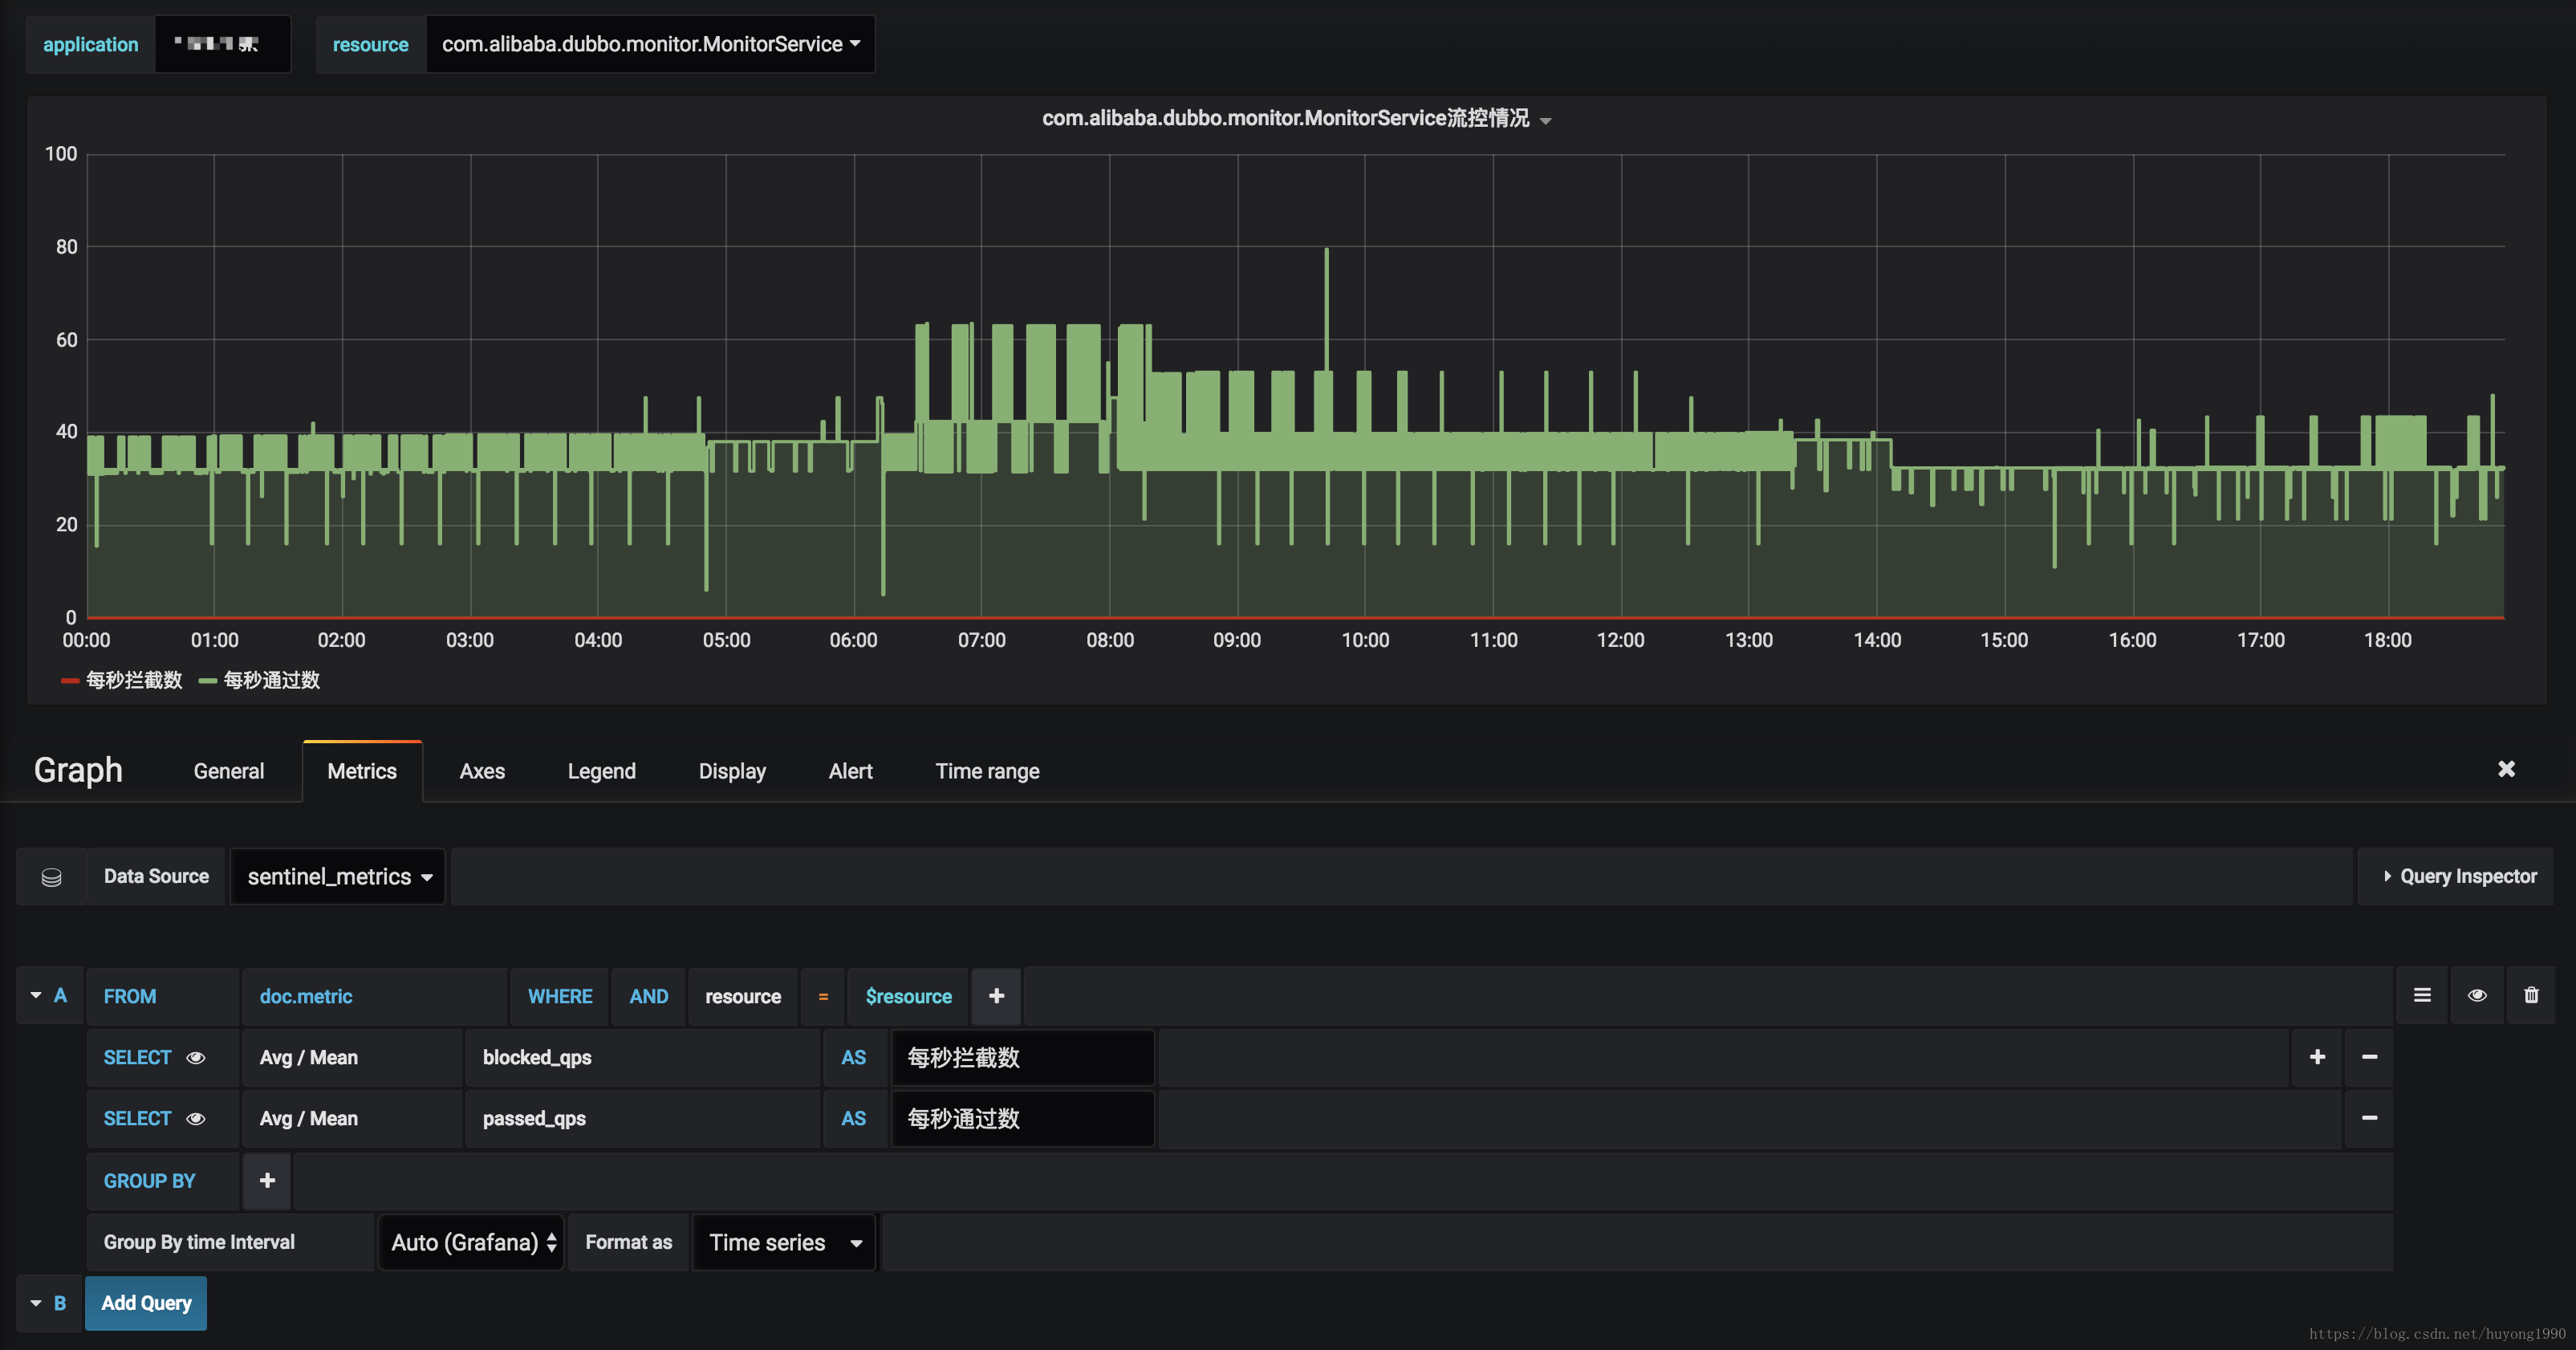 application resource com.alibaba.dubbo.monitor.MonitorService
com.alibaba.dubbo.monitor.MonitorService流控情况
100
80
60
40
20
0
00:00 01:00 02:00 03:00 04:00 05:00 06:00 07:00 08:00 09:00 10:00 11:00 12:00 13:00 14:00 15:00 16:00 17:00 18:00
每秒拦截数 每秒通过数
Graph General Metrics Axes Legend Display Alert Time range
Data Source sentinel_metrics Query Inspector
A FROM doc.metric WHERE AND resource = $resource +
SELECT Avg / Mean blocked_qps AS 每秒拦截数 + −
SELECT Avg / Mean passed_qps AS 每秒通过数 −
GROUP BY +
Group By time Interval Auto (Grafana) Format as Time series
B Add Query
https://blog.csdn.net/huyong1990